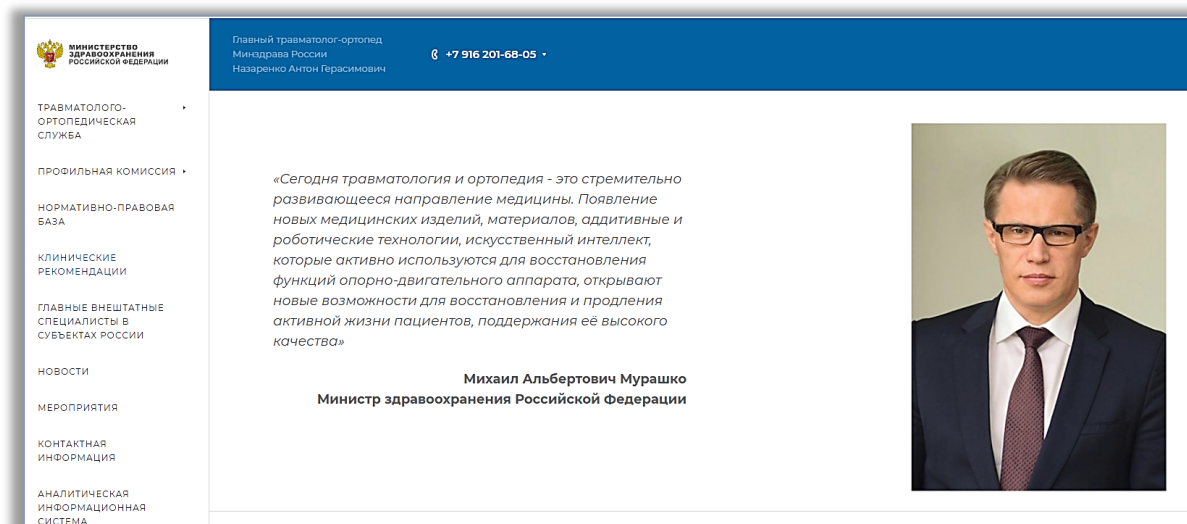 МИНИСТЕРСТВО
ЗДРАВООХРАНЕНИЯ
РОССИЙСКОЙ ФЕДЕРАЦИИ
ТРАВМАТОЛОГО-
ОРТОПЕДИЧЕСКАЯ
СЛУЖБА
ПРОФИЛЬНАЯ КОМИССИЯ
НОРМАТИВНО-ПРАВОВАЯ
БАЗА
КЛИНИЧЕСКИЕ
РЕКОМЕНДАЦИИ
ГЛАВНЫЕ ВНЕШТАТНЫЕ
СПЕЦИАЛИСТЫ В
СУБЪЕКТАХ РОССИИ
НОВОСТИ
МЕРОПРИЯТИЯ
КОНТАКТНАЯ
ИНФОРМАЦИЯ
АНАЛИТИЧЕСКАЯ
ИНФОРМАЦИОННАЯ
СИСТЕМА
Главный травматолог-ортопед
Минздрава России
Назаренко Антон Герасимович
+7 916 201-68-05
«Сегодня травматология и ортопедия - это стремительно
развивающееся направление медицины. Появление
новых медицинских изделий, материалов, аддитивные и
роботические технологии, искусственный интеллект,
которые активно используются для восстановления
функций опорно-двигательного аппарата, открывают
новые возможности для восстановления и продления
активной жизни пациентов, поддержания её высокого
качества»
Михаил Альбертович Мурашко
Министр здравоохранения Российской Федерации